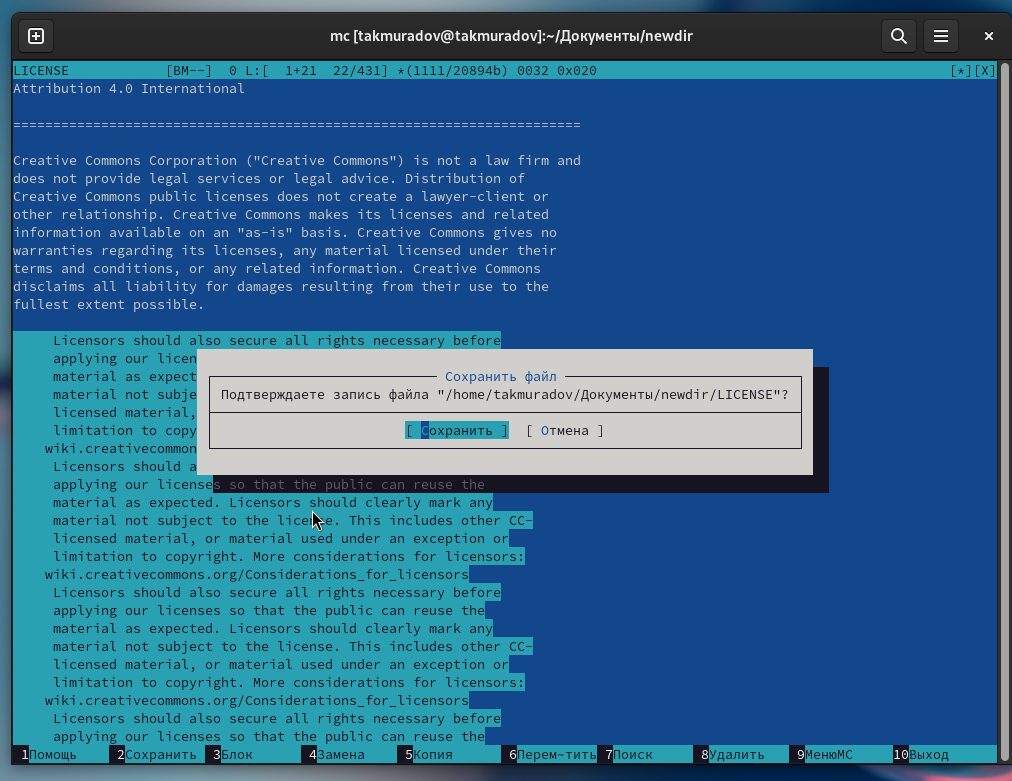 mc [takmuradov@takmuradov]:~/Документы/newdir
LICENSE [BM--] 0 L:[ 1+21 22/431] *(1111/20894b) 0032 0x020 [*][X]
Attribution 4.0 International
=======================================================================
Creative Commons Corporation ("Creative Commons") is not a law firm and
does not provide legal services or legal advice. Distribution of
Creative Commons public licenses does not create a lawyer-client or
other relationship. Creative Commons makes its licenses and related
information available on an "as-is" basis. Creative Commons gives no
warranties regarding its licenses, any material licensed under their
terms and conditions, or any related information. Creative Commons
disclaims all liability for damages resulting from their use to the
fullest extent possible.
Licensors should also secure all rights necessary before
applying our licen
material as expect
material not subje
licensed material,
limitation to copy
wiki.creativecommon
Licensors should a
Сохранить файл
Подтверждаете запись файла "/home/takmuradov/Документы/newdir/LICENSE"?
[ Сохранить ] [ Отмена ]
applying our licenses so that the public can reuse the
material as expected. Licensors should clearly mark any
material not subject to the license. This includes other CC-
licensed material, or material used under an exception or
limitation to copyright. More considerations for licensors:
wiki.creativecommons.org/Considerations_for_licensors
Licensors should also secure all rights necessary before
applying our licenses so that the public can reuse the
material as expected. Licensors should clearly mark any
material not subject to the license. This includes other CC-
licensed material, or material used under an exception or
limitation to copyright. More considerations for licensors:
wiki.creativecommons.org/Considerations_for_licensors
Licensors should also secure all rights necessary before
applying our licenses so that the public can reuse the
1Помощь 2Сохранить 3Блок 4Замена 5Копия 6Перем~тить 7Поиск 8Удалить 9МенюMC 10Выход